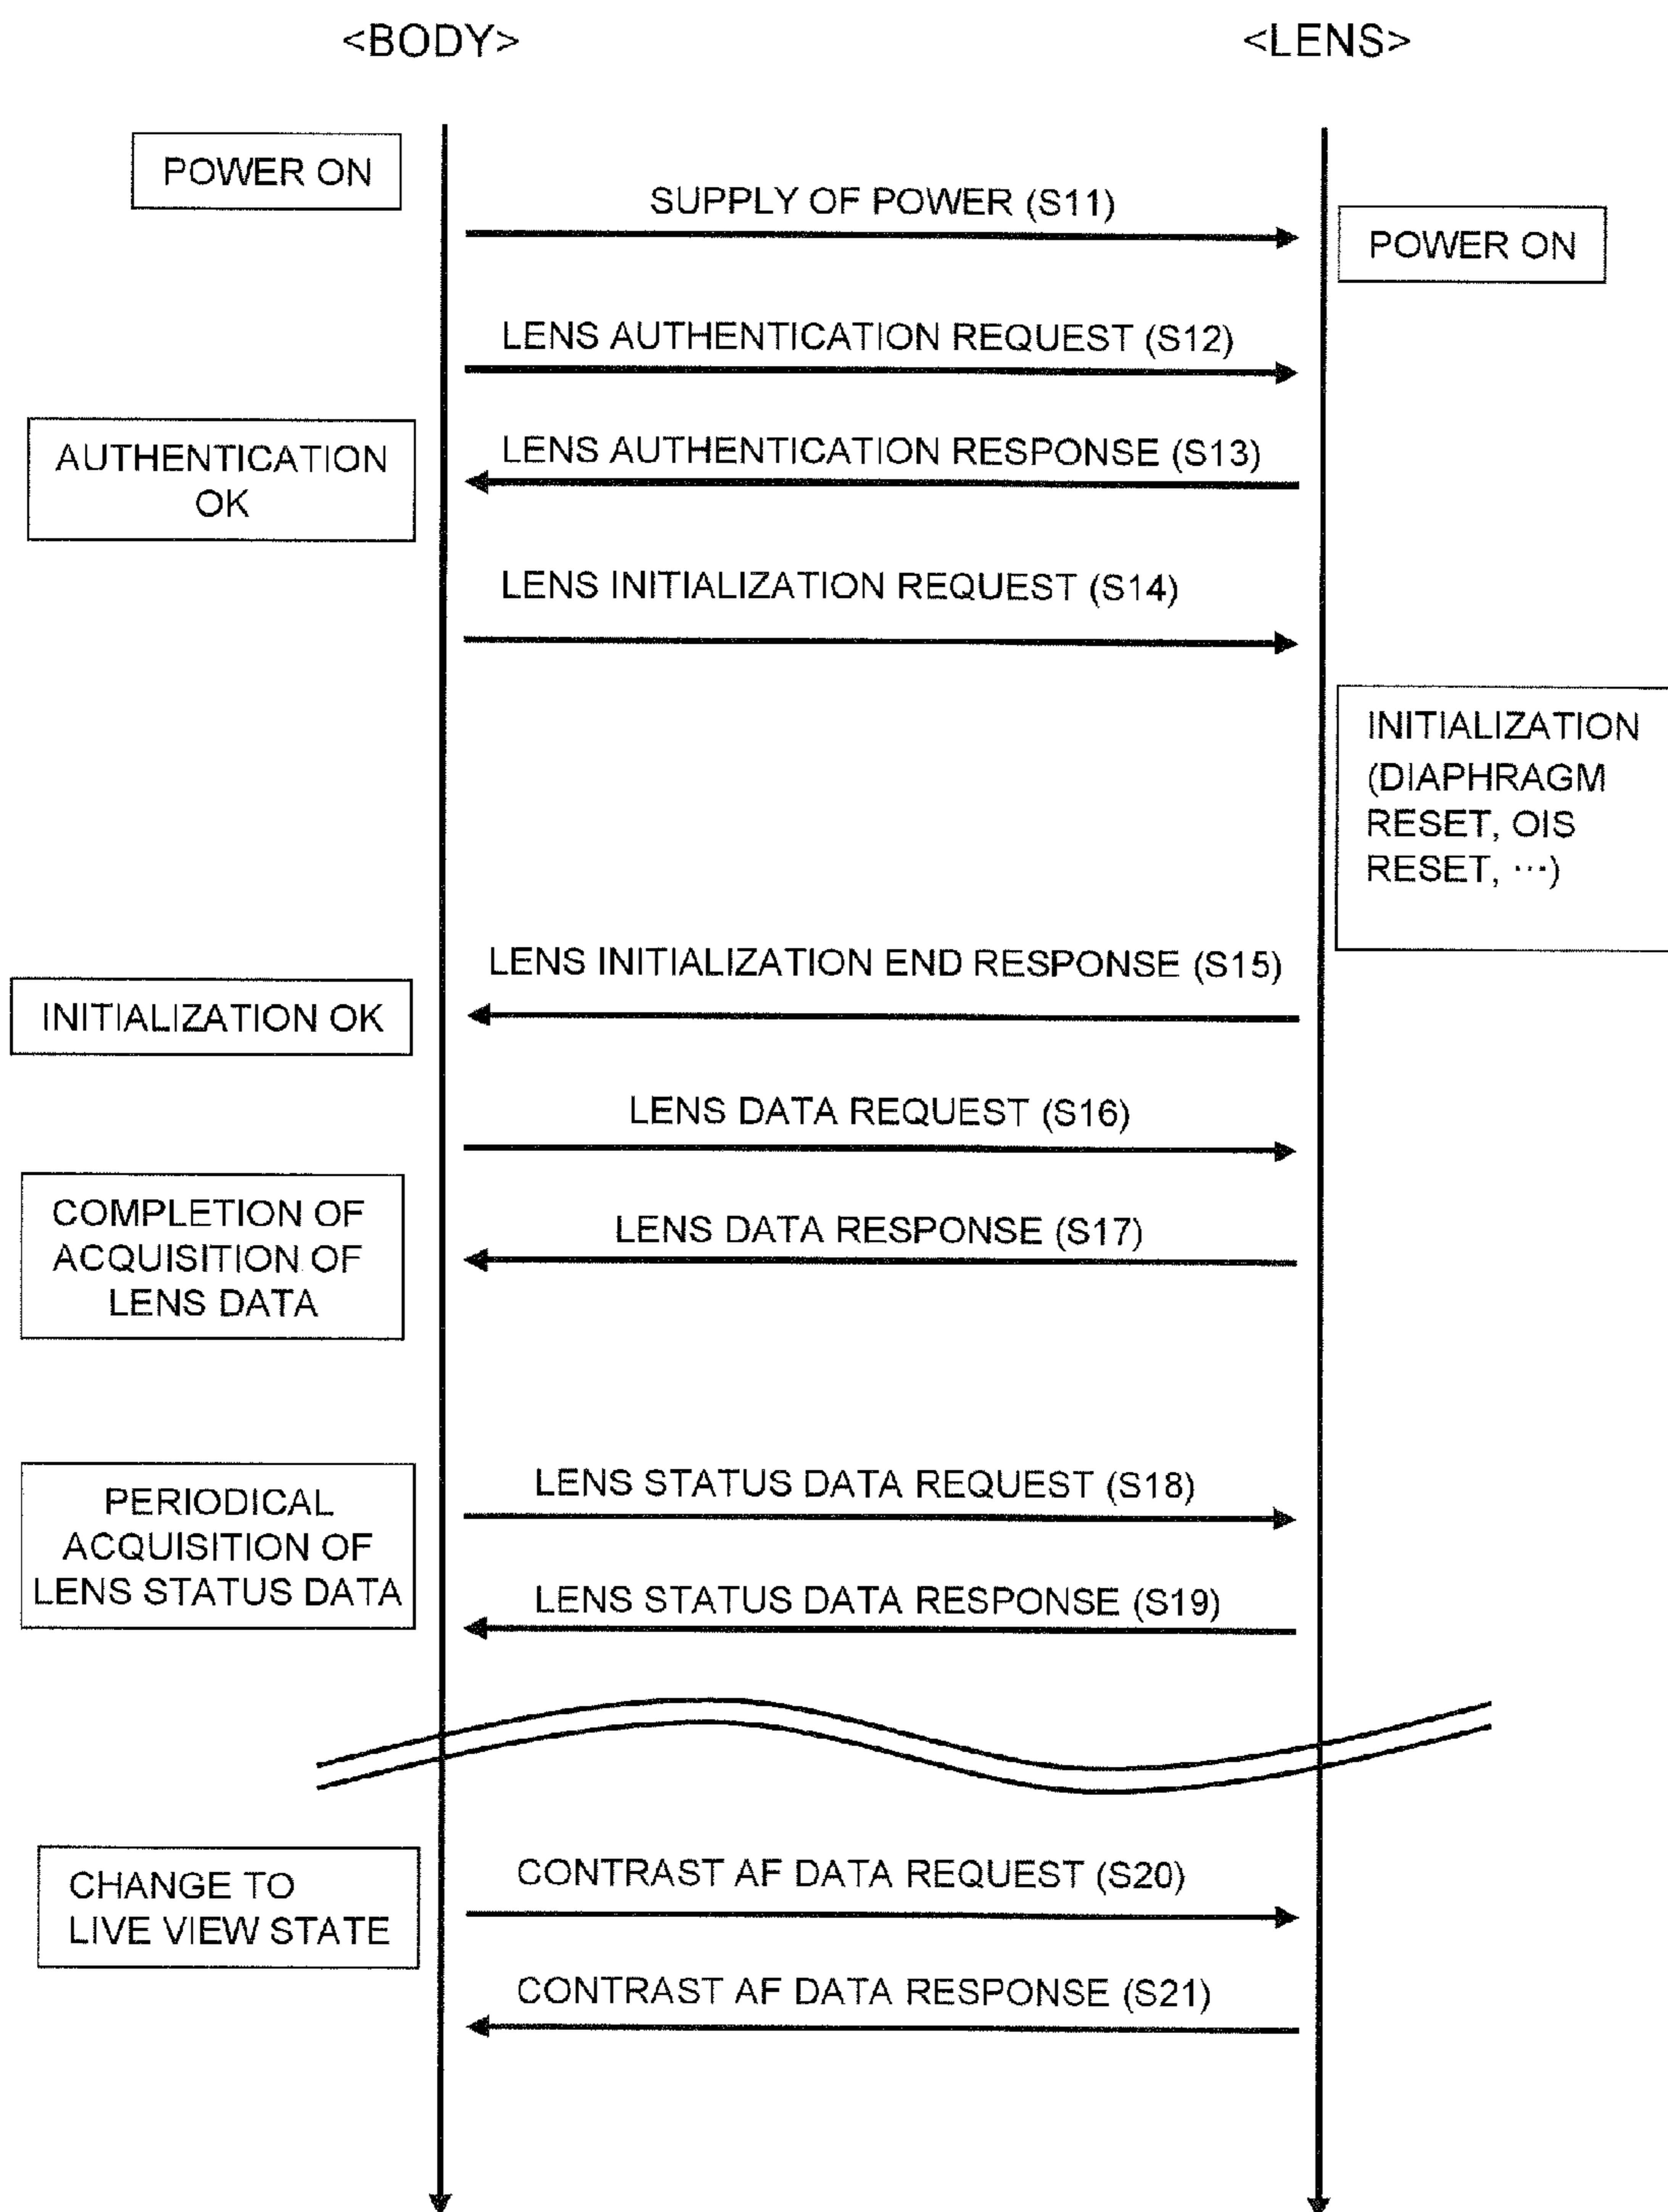 <BODY>
<LENS>
POWER ON
SUPPLY OF POWER (S11)
POWER ON
LENS AUTHENTICATION REQUEST (S12)
LENS AUTHENTICATION RESPONSE (S13)
AUTHENTICATION
OK
LENS INITIALIZATION REQUEST (S14)
INITIALIZATION
(DIAPHRAGM
RESET, OIS
RESET, ···)
LENS INITIALIZATION END RESPONSE (S15)
INITIALIZATION OK
LENS DATA REQUEST (S16)
LENS DATA RESPONSE (S17)
COMPLETION OF
ACQUISITION OF
LENS DATA
LENS STATUS DATA REQUEST (S18)
PERIODICAL
ACQUISITION OF
LENS STATUS DATA
LENS STATUS DATA RESPONSE (S19)
CONTRAST AF DATA REQUEST (S20)
CHANGE TO
LIVE VIEW STATE
CONTRAST AF DATA RESPONSE (S21)